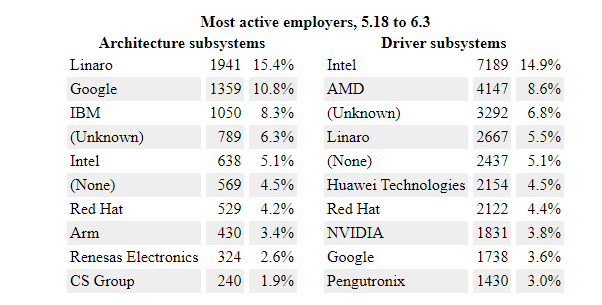 Most active employers, 5.18 to 6.3
Architecture subsystems Driver subsystems
Linaro 1941 15.4% Intel 7189 14.9%
Google 1359 10.8% AMD 4147 8.6%
IBM 1050 8.3% (Unknown) 3292 6.8%
(Unknown) 789 6.3% Linaro 2667 5.5%
Intel 638 5.1% (None) 2437 5.1%
(None) 569 4.5% Huawei Technologies 2154 4.5%
Red Hat 529 4.2% Red Hat 2122 4.4%
Arm 430 3.4% NVIDIA 1831 3.8%
Renesas Electronics 324 2.6% Google 1738 3.6%
CS Group 240 1.9% Pengutronix 1430 3.0%